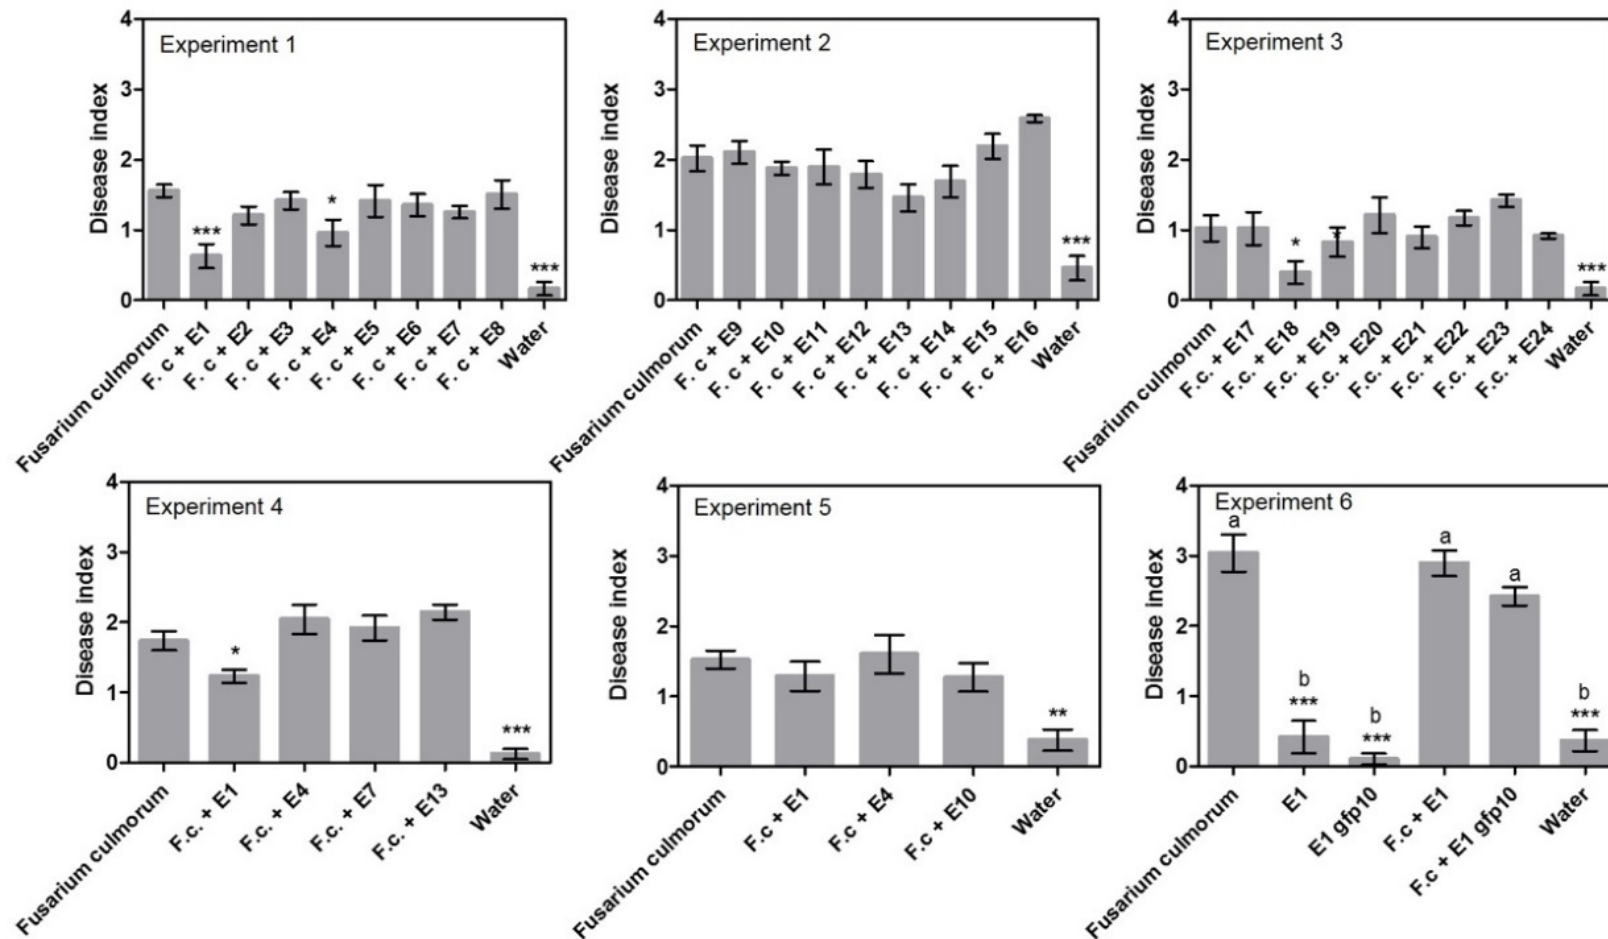 Experiment 1
Disease index
4
3
2
1
0
***
*
***
Fusarium culmorum
F. c + E1
F. c + E2
F. c + E3
F. c + E4
F. c + E5
F. c + E6
F. c + E7
F. c + E8
Water
Experiment 2
Disease index
4
3
2
1
0
***
Fusarium culmorum
F. c + E9
F. c + E10
F. c + E11
F. c + E12
F. c + E13
F. c + E14
F. c + E15
F. c + E16
Water
Experiment 3
Disease index
4
3
2
1
0
*
*
***
Fusarium culmorum
F.c. + E17
F.c. + E18
F.c. + E19
F.c. + E20
F.c. + E21
F.c. + E22
F.c. + E23
F.c. + E24
Water
Experiment 4
Disease index
4
3
2
1
0
*
***
Fusarium culmorum
F.c. + E1
F.c. + E4
F.c. + E7
F.c. + E13
Water
Experiment 5
Disease index
4
3
2
1
0
**
Fusarium culmorum
F.c + E1
F.c + E4
F.c + E10
Water
Experiment 6
Disease index
4
3
2
1
0
a
b
***
b
***
a
a
b
***
Fusarium culmorum
E1
E1 gfp10
F.c + E1
F.c + E1 gfp10
Water